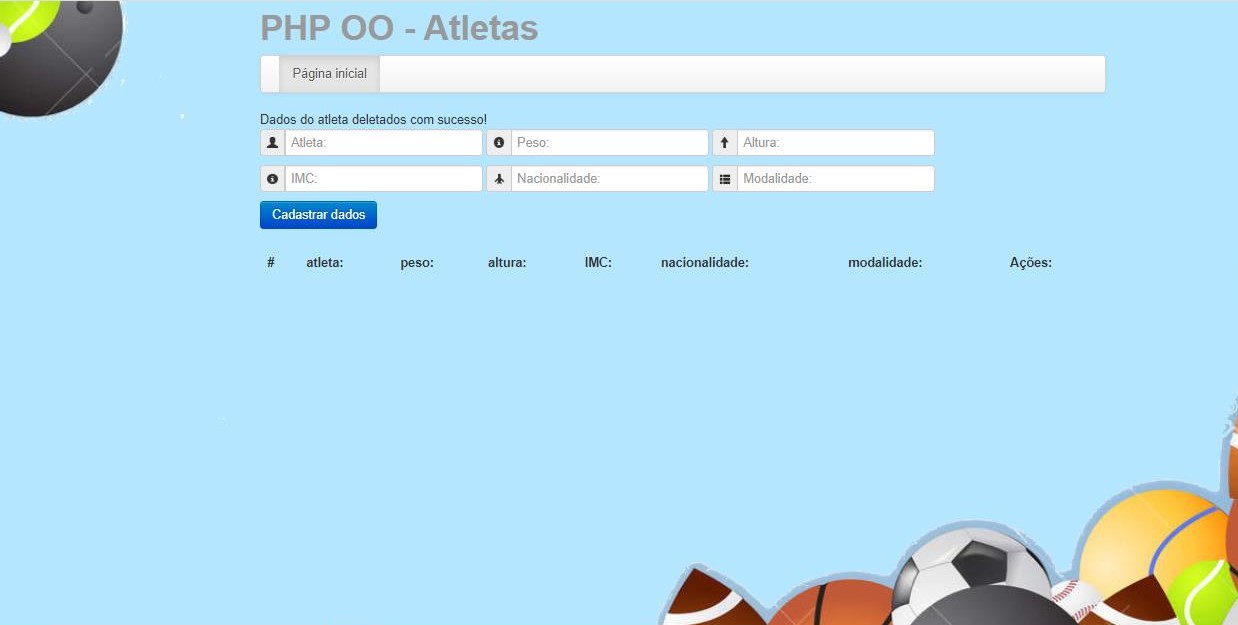 PHP OO - Atletas
Página inicial
Dados do atleta deletados com sucesso!
Atleta: Peso: Altura:
IMC: Nacionalidade: Modalidade:
Cadastrar dados
# atleta: peso: altura: IMC: nacionalidade: modalidade: Ações: